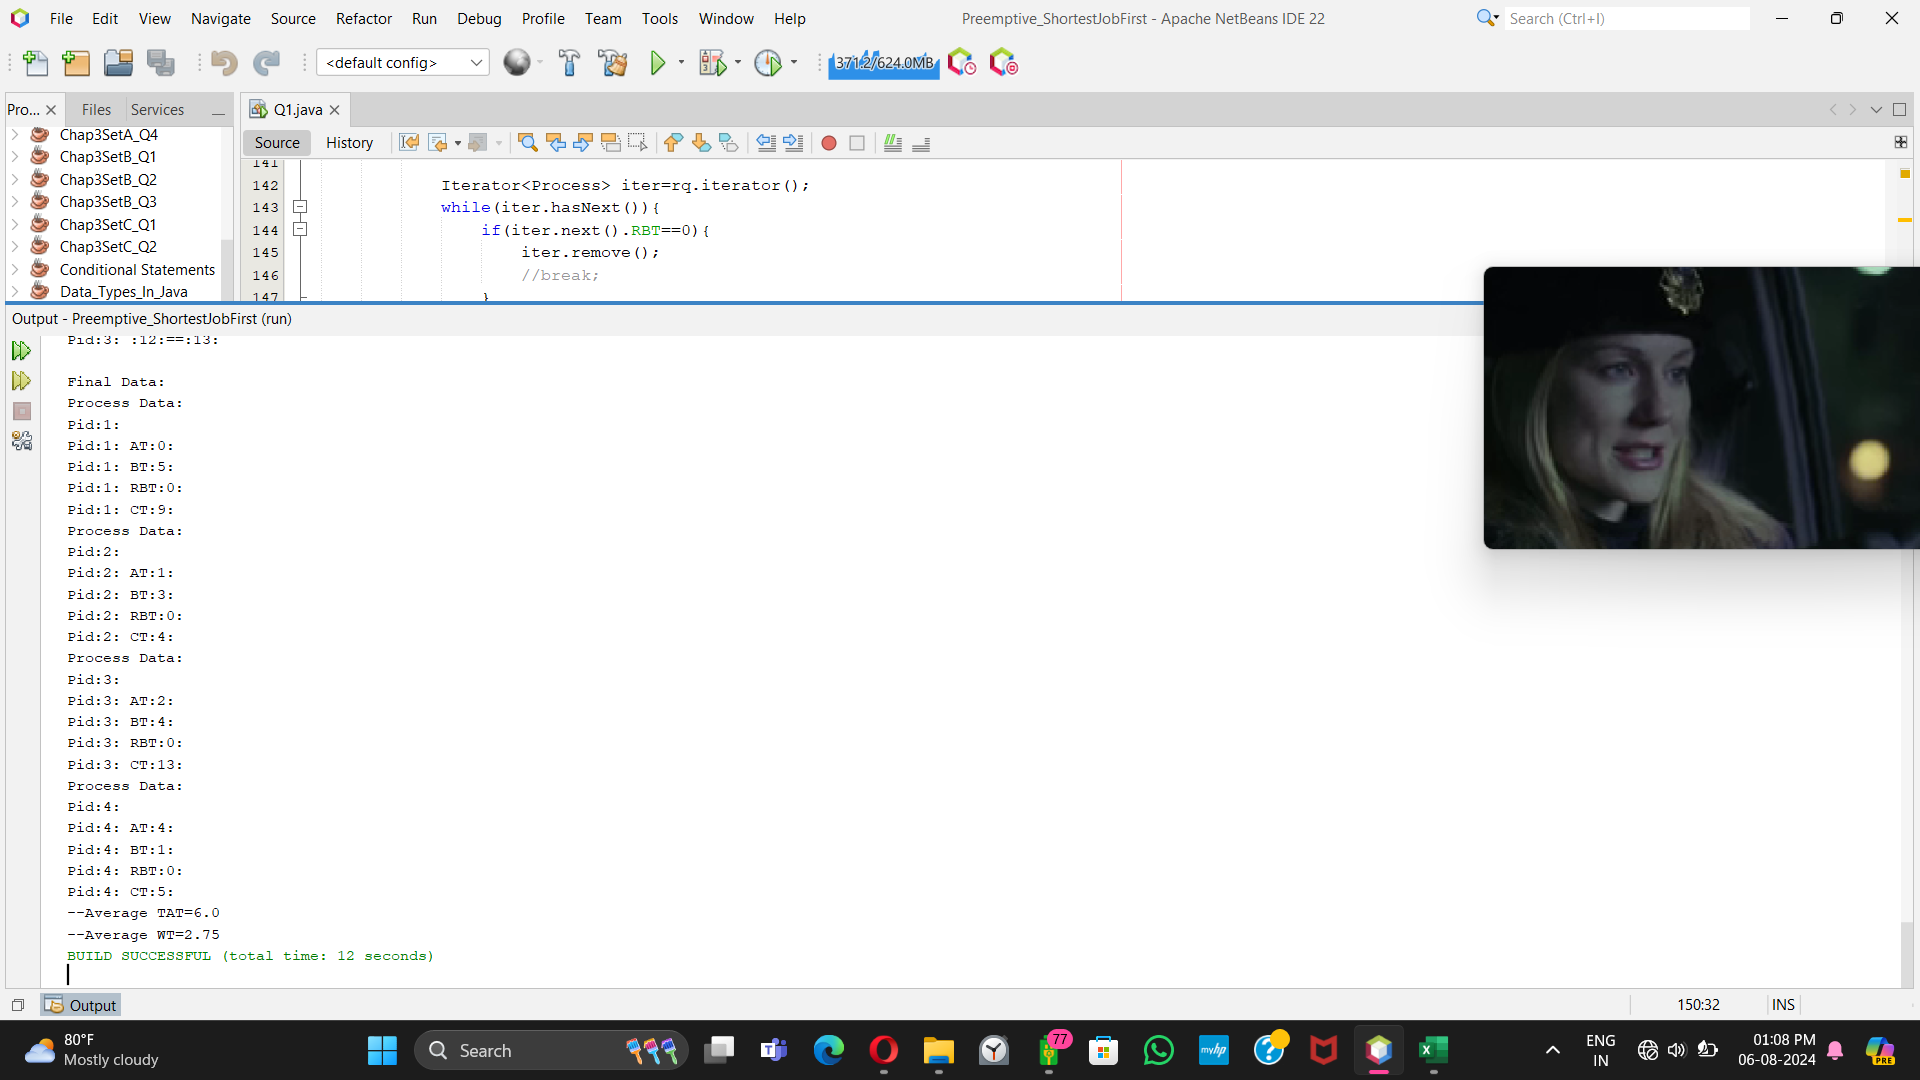 File Edit View Navigate Source Refactor Run Debug Profile Team Tools Window Help
Preemptive_ShortestJobFirst - Apache NetBeans IDE 22
Search (Ctrl+I)
<default config>
371.2/624.0MB
Pro...
Files
Services
Q1.java
Chap3SetA_Q4
Chap3SetB_Q1
Chap3SetB_Q2
Chap3SetB_Q3
Chap3SetC_Q1
Chap3SetC_Q2
Conditional Statements
Data_Types_In_Java
Source
History
141
142 Iterator<Process> iter=rq.iterator();
143 while(iter.hasNext()){
144 if(iter.next().RBT==0){
145 iter.remove();
146 //break;
147 }
Output - Preemptive_ShortestJobFirst (run)
Pid:3: :12:==:13:
Final Data:
Process Data:
Pid:1:
Pid:1: AT:0:
Pid:1: BT:5:
Pid:1: RBT:0:
Pid:1: CT:9:
Process Data:
Pid:2:
Pid:2: AT:1:
Pid:2: BT:3:
Pid:2: RBT:0:
Pid:2: CT:4:
Process Data:
Pid:3:
Pid:3: AT:2:
Pid:3: BT:4:
Pid:3: RBT:0:
Pid:3: CT:13:
Process Data:
Pid:4:
Pid:4: AT:4:
Pid:4: BT:1:
Pid:4: RBT:0:
Pid:4: CT:5:
--Average TAT=6.0
--Average WT=2.75
BUILD SUCCESSFUL (total time: 12 seconds)
Output
150:32
INS
80°F
Mostly cloudy
Search
77
myhp
ENG
IN
01:08 PM
06-08-2024
PRE